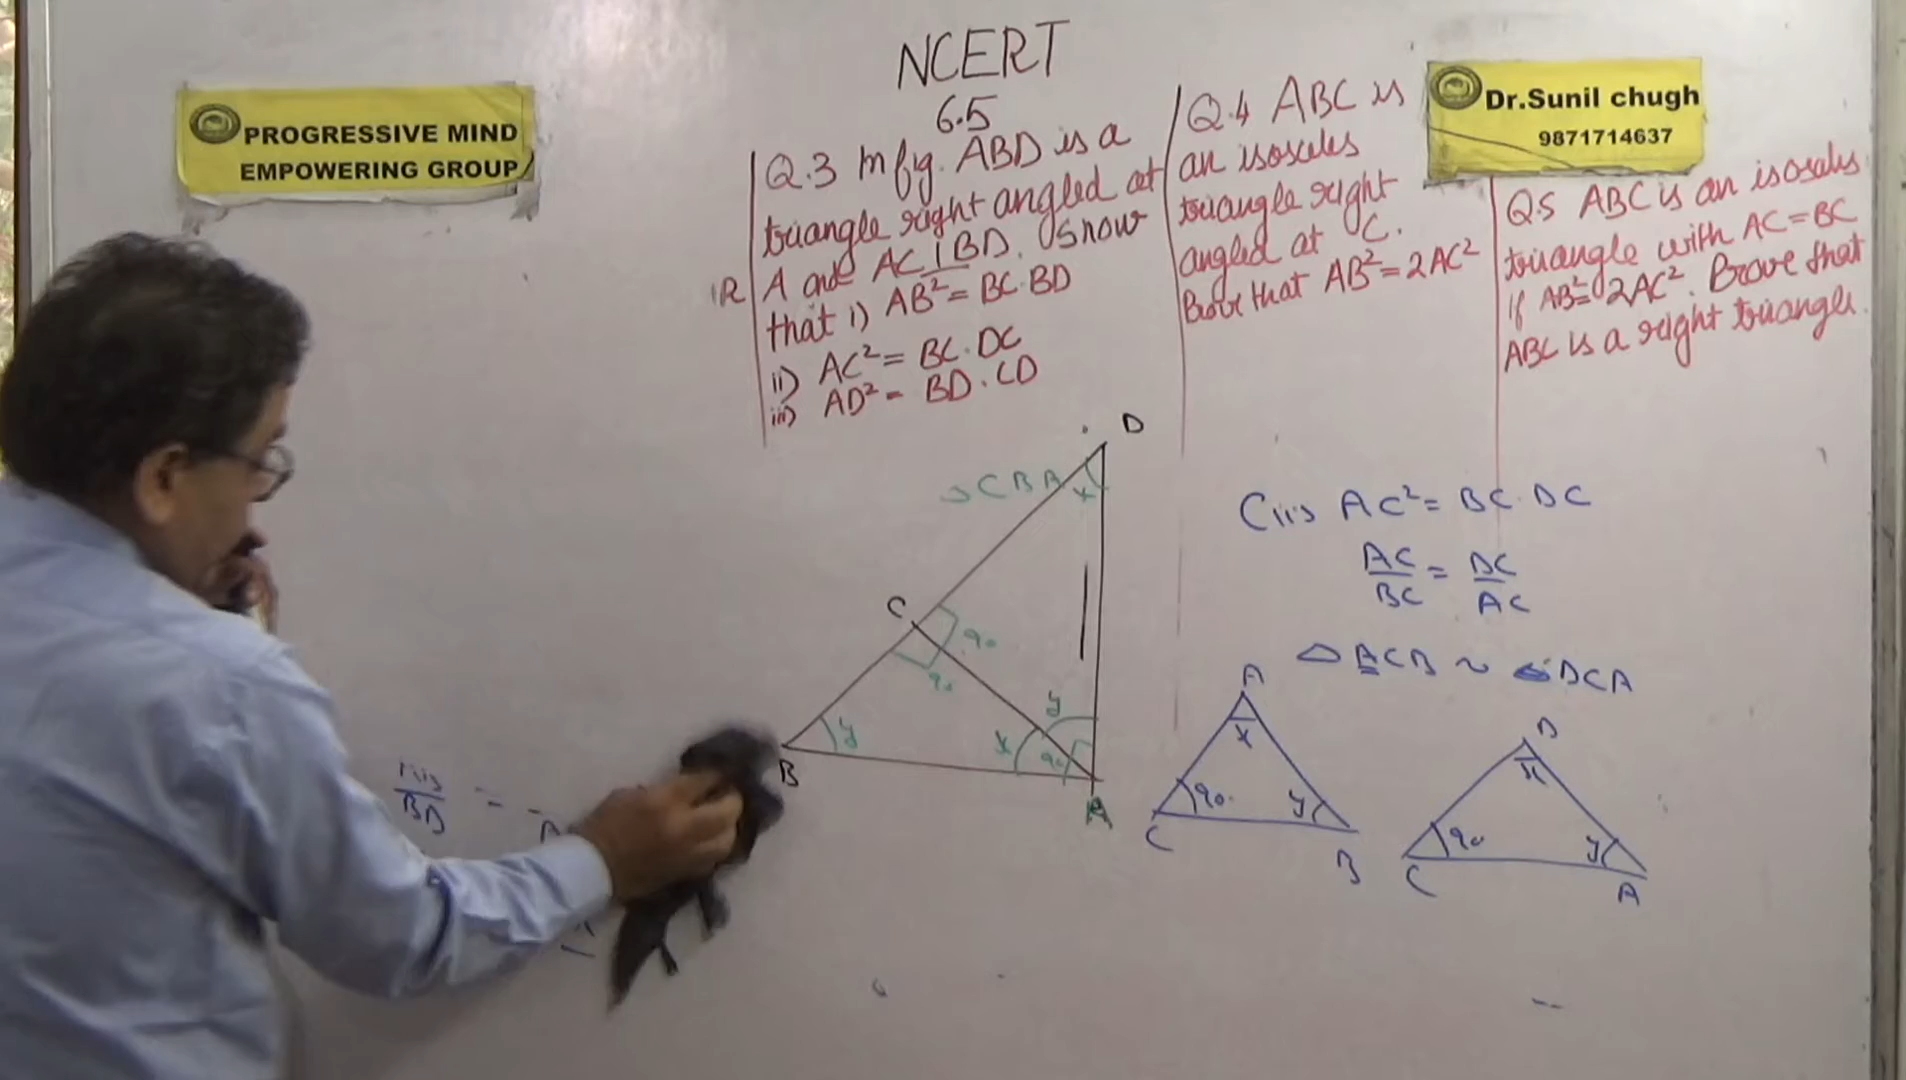 NCERT
6.5
PROGRESSIVE MIND
EMPOWERING GROUP
Dr.Sunil chugh
9871714637
Q.3 In fig. ABD is a
triangle right angled at
A and AC ⊥ BD. Show
that i) AB² = BC·BD
ii) AC² = BC·DC
iii) AD² = BD·CD
Q.4 ABC is
an isosceles
triangle right
angled at C.
Prove that AB² = 2AC²
Q.5 ABC is an isosceles
triangle with AC = BC
if AB² = 2AC². Prove that
ABC is a right triangle.
D
CBA x
C
90
90
y
y
x
90
B
A
BD =
(ii) AC² = BC·DC
AC/BC = DC/AC
△ACB ~ △DCA
A
x
90.
y
C
B
D
x
90
y
C
A